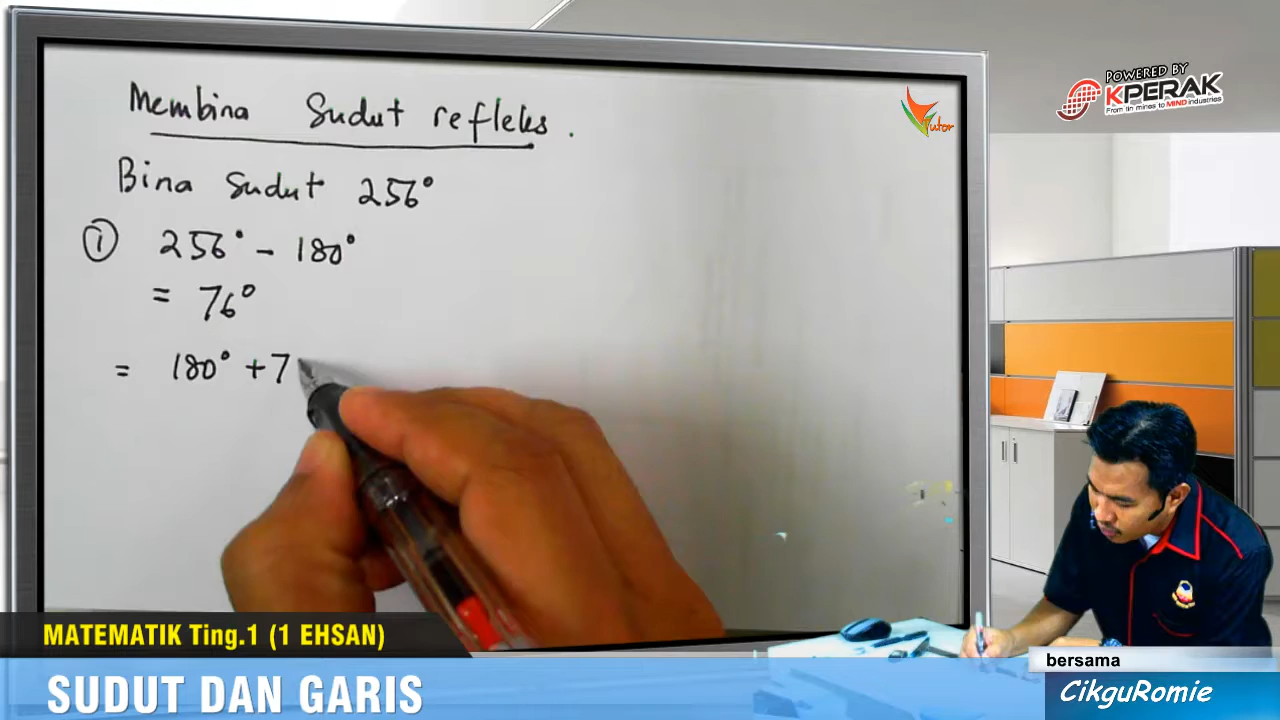 Membina Sudut refleks.
Bina sudut 256°
① 256° - 180°
= 76°
= 180° + 7
POWERED BY
KPERAK
From tin mines to MIND industries
Tutor
MATEMATIK Ting.1 (1 EHSAN)
SUDUT DAN GARIS
bersama
CikguRomie